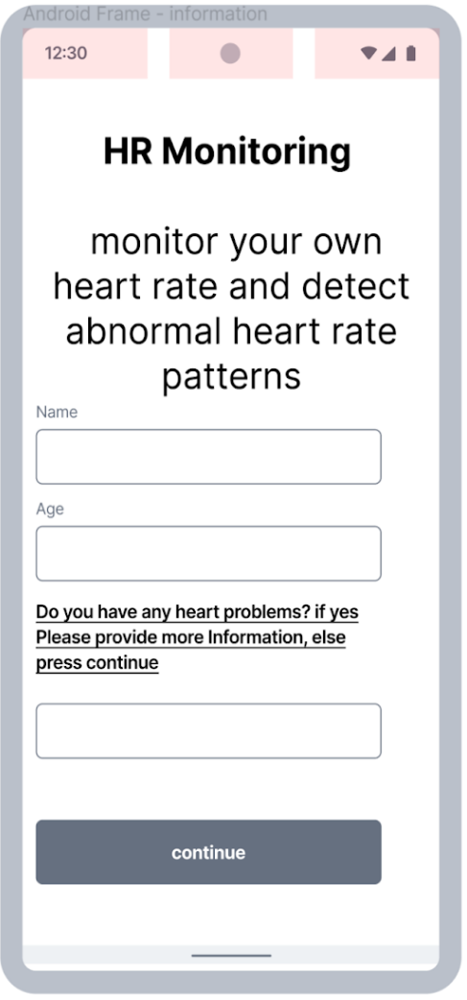 Android Frame - information
12:30
HR Monitoring
monitor your own
heart rate and detect
abnormal heart rate
patterns
Name
Age
Do you have any heart problems? if yes
Please provide more Information, else
press continue
continue